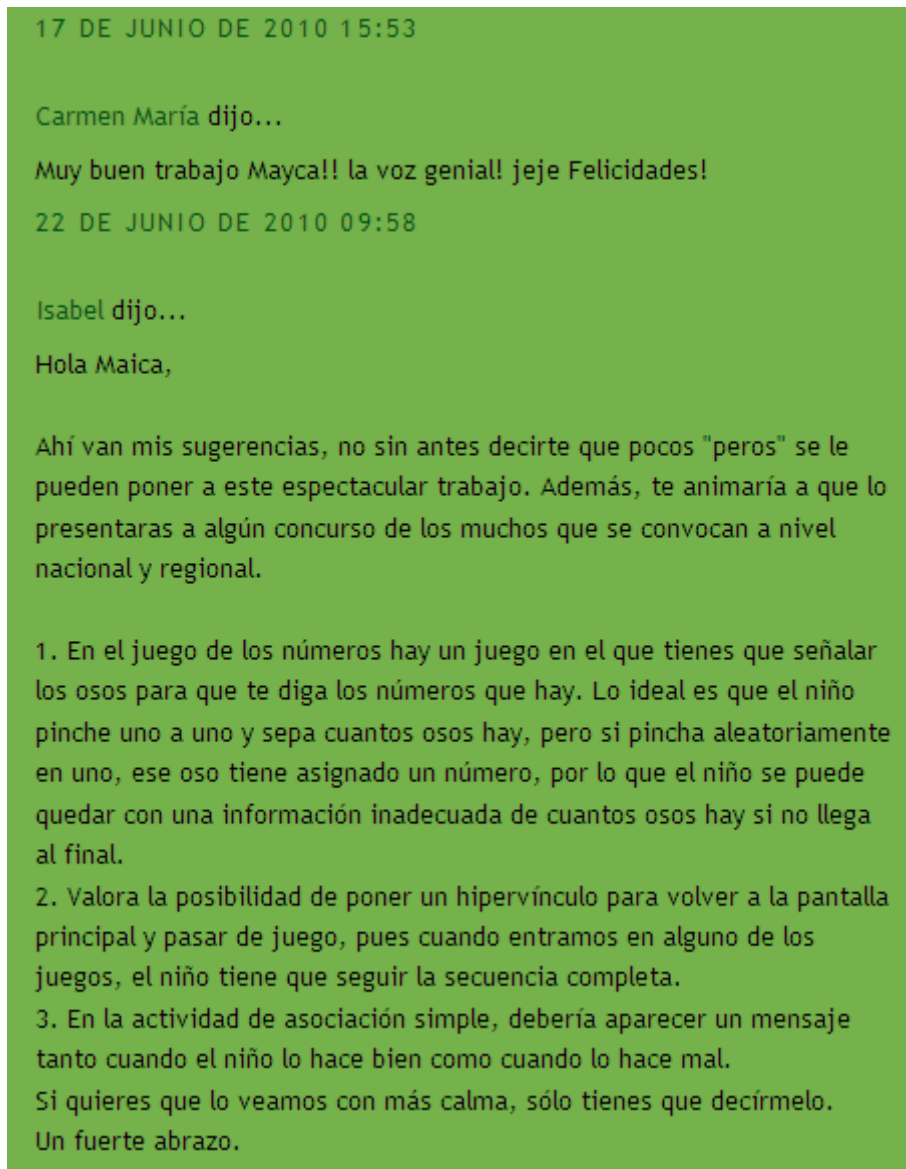 17 DE JUNIO DE 2010 15:53
Carmen María dijo...
Muy buen trabajo Mayca!! la voz genial! jeje Felicidades!
22 DE JUNIO DE 2010 09:58
Isabel dijo...
Hola Maica,
Ahí van mis sugerencias, no sin antes decirte que pocos "peros" se le
pueden poner a este espectacular trabajo. Además, te animaría a que lo
presentaras a algún concurso de los muchos que se convocan a nivel
nacional y regional.
1. En el juego de los números hay un juego en el que tienes que señalar
los osos para que te diga los números que hay. Lo ideal es que el niño
pinche uno a uno y sepa cuantos osos hay, pero si pincha aleatoriamente
en uno, ese oso tiene asignado un número, por lo que el niño se puede
quedar con una información inadecuada de cuantos osos hay si no llega
al final.
2. Valora la posibilidad de poner un hipervínculo para volver a la pantalla
principal y pasar de juego, pues cuando entramos en alguno de los
juegos, el niño tiene que seguir la secuencia completa.
3. En la actividad de asociación simple, debería aparecer un mensaje
tanto cuando el niño lo hace bien como cuando lo hace mal.
Si quieres que lo veamos con más calma, sólo tienes que decírmelo.
Un fuerte abrazo.